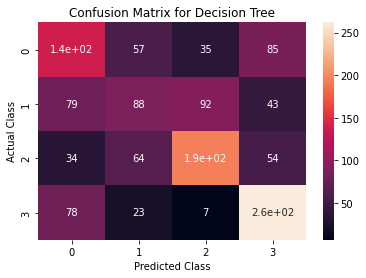 Confusion Matrix for Decision Tree
1.4e+02 57 35 85
79 88 92 43
34 64 1.9e+02 54
78 23 7 2.6e+02
0
1
2
3
Actual Class
0 1 2 3
Predicted Class
250
200
150
100
50